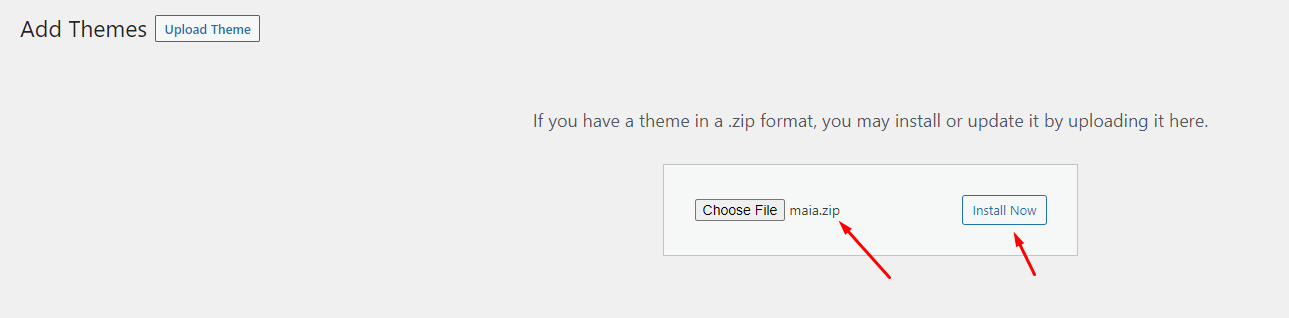 Add Themes Upload Theme
If you have a theme in a .zip format, you may install or update it by uploading it here.
Choose File maia.zip Install Now